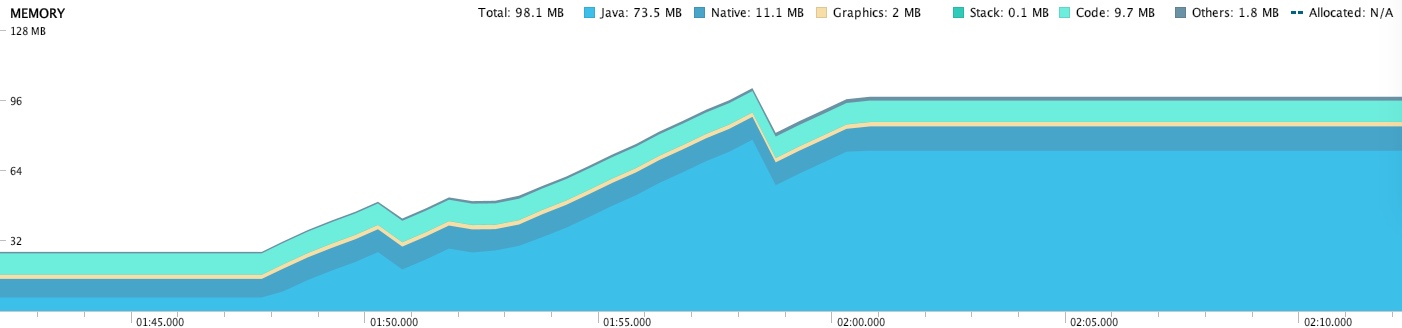 MEMORY Total: 98.1 MB Java: 73.5 MB Native: 11.1 MB Graphics: 2 MB Stack: 0.1 MB Code: 9.7 MB Others: 1.8 MB Allocated: N/A
128 MB
96
64
32
01:45.000 01:50.000 01:55.000 02:00.000 02:05.000 02:10.000